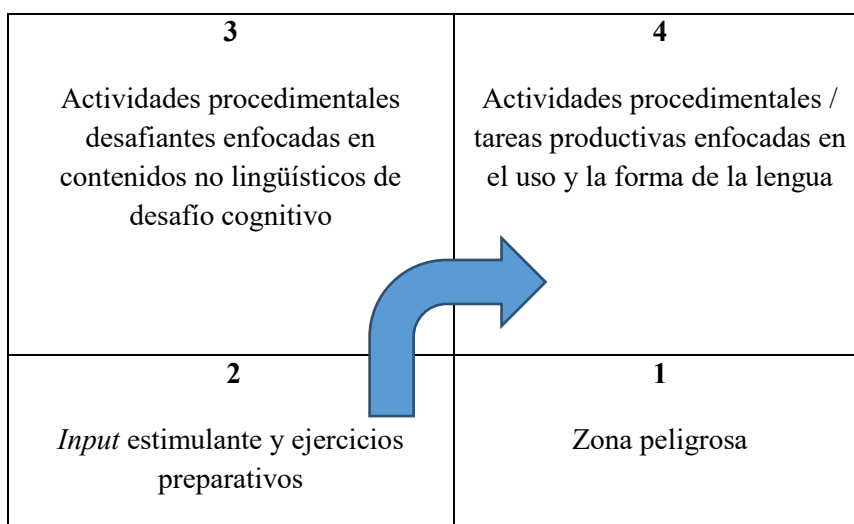 3
Actividades procedimentales
desafiantes enfocadas en
contenidos no lingüísticos de
desafío cognitivo
4
Actividades procedimentales /
tareas productivas enfocadas en
el uso y la forma de la lengua
2
Input estimulante y ejercicios
preparativos
1
Zona peligrosa